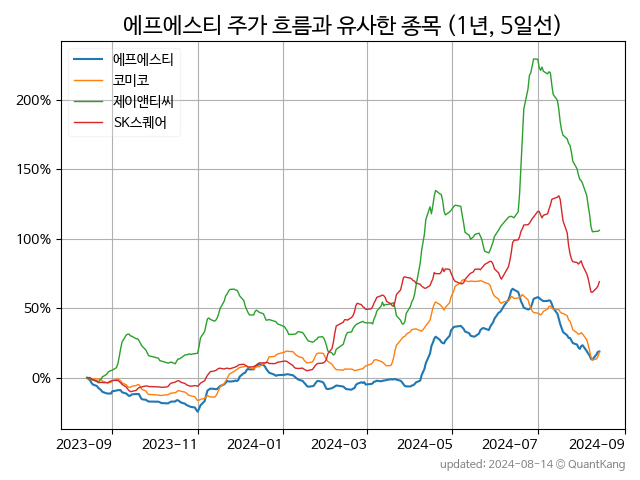 에프에스티 주가 흐름과 유사한 종목 (1년, 5일선)
에프에스티
코미코
제이앤티씨
SK스퀘어
200%
150%
100%
50%
0%
2023-09 2023-11 2024-01 2024-03 2024-05 2024-07 2024-09
updated: 2024-08-14 © QuantKang